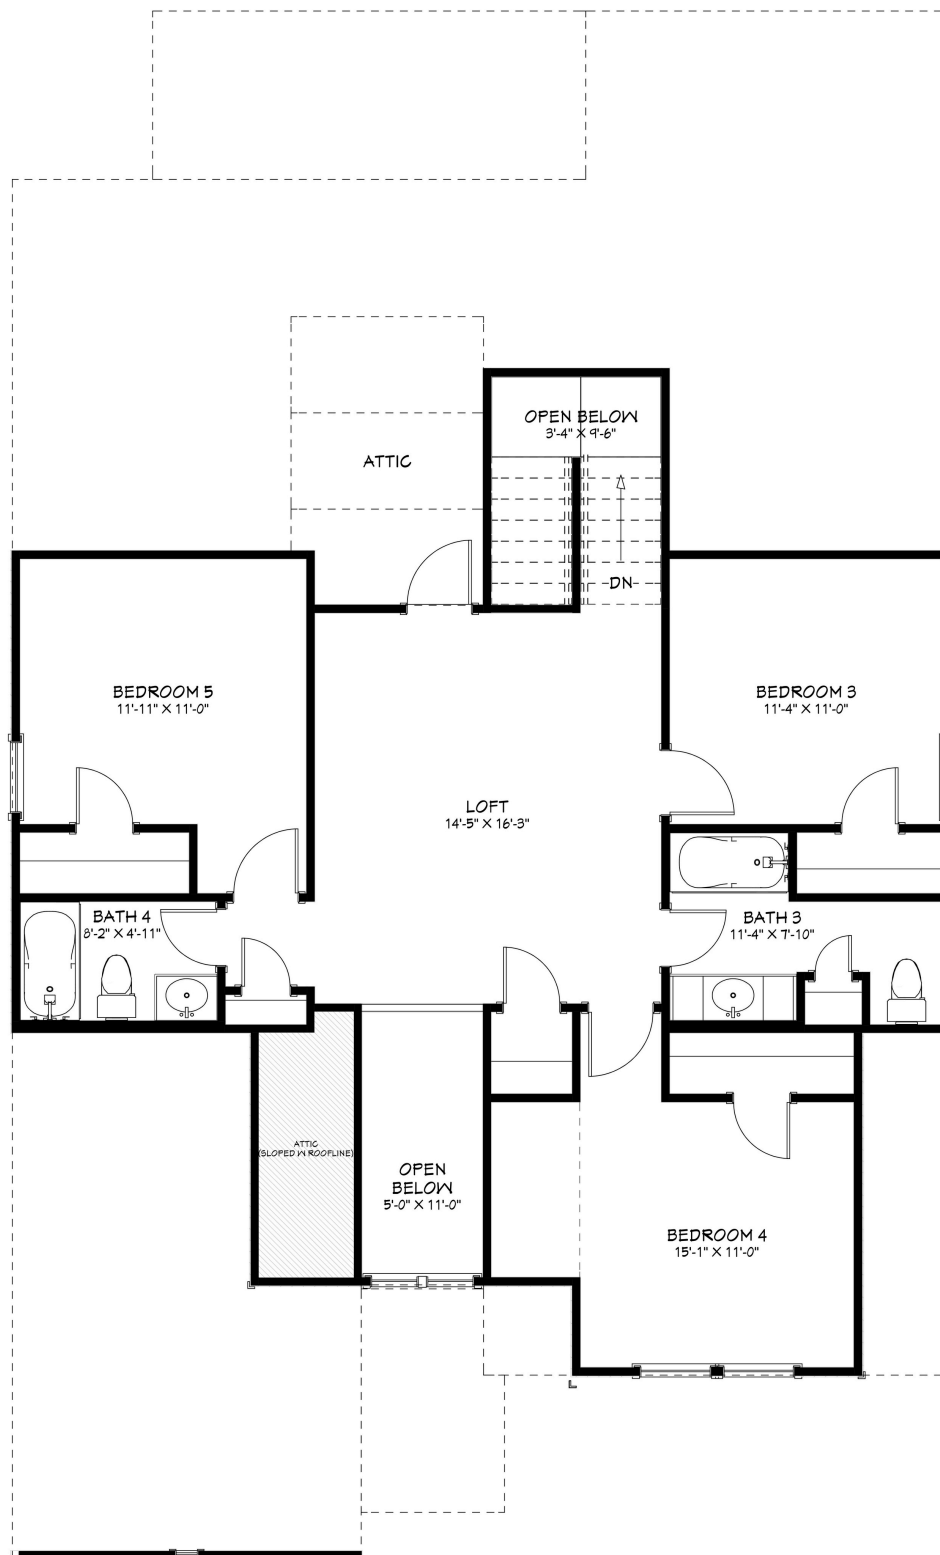 OPEN BELOW
3'-4" X 9'-6"
ATTIC
DN
BEDROOM 5
11'-11" X 11'-0"
BEDROOM 3
11'-4" X 11'-0"
LOFT
14'-5" X 16'-3"
BATH 4
8'-2" X 4'-11"
BATH 3
11'-4" X 7'-10"
ATTIC
(SLOPED W ROOFLINE)
OPEN
BELOW
5'-0" X 11'-0"
BEDROOM 4
15'-1" X 11'-0"